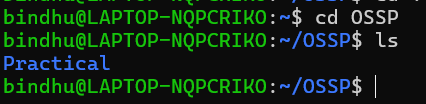 bindhu@LAPTOP-NQPCRIKO:~$ cd OSSP
bindhu@LAPTOP-NQPCRIKO:~/OSSP$ ls
Practical
bindhu@LAPTOP-NQPCRIKO:~/OSSP$